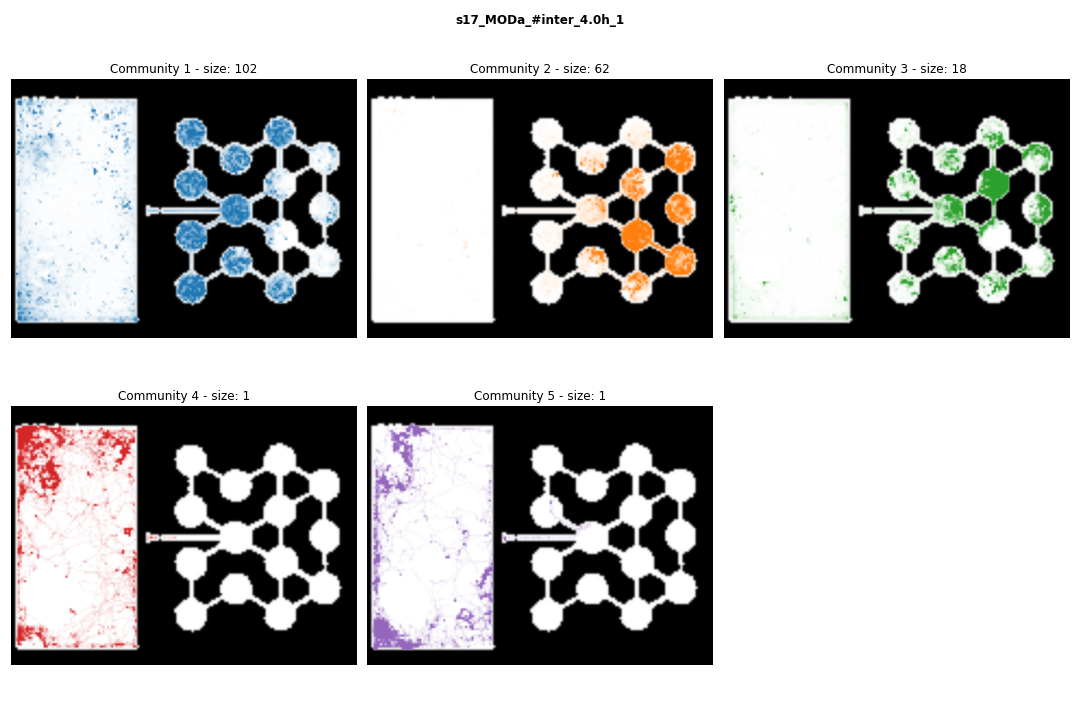 s17_MODa_#inter_4.0h_1
Community 1 - size: 102
Community 2 - size: 62
Community 3 - size: 18
Community 4 - size: 1
Community 5 - size: 1